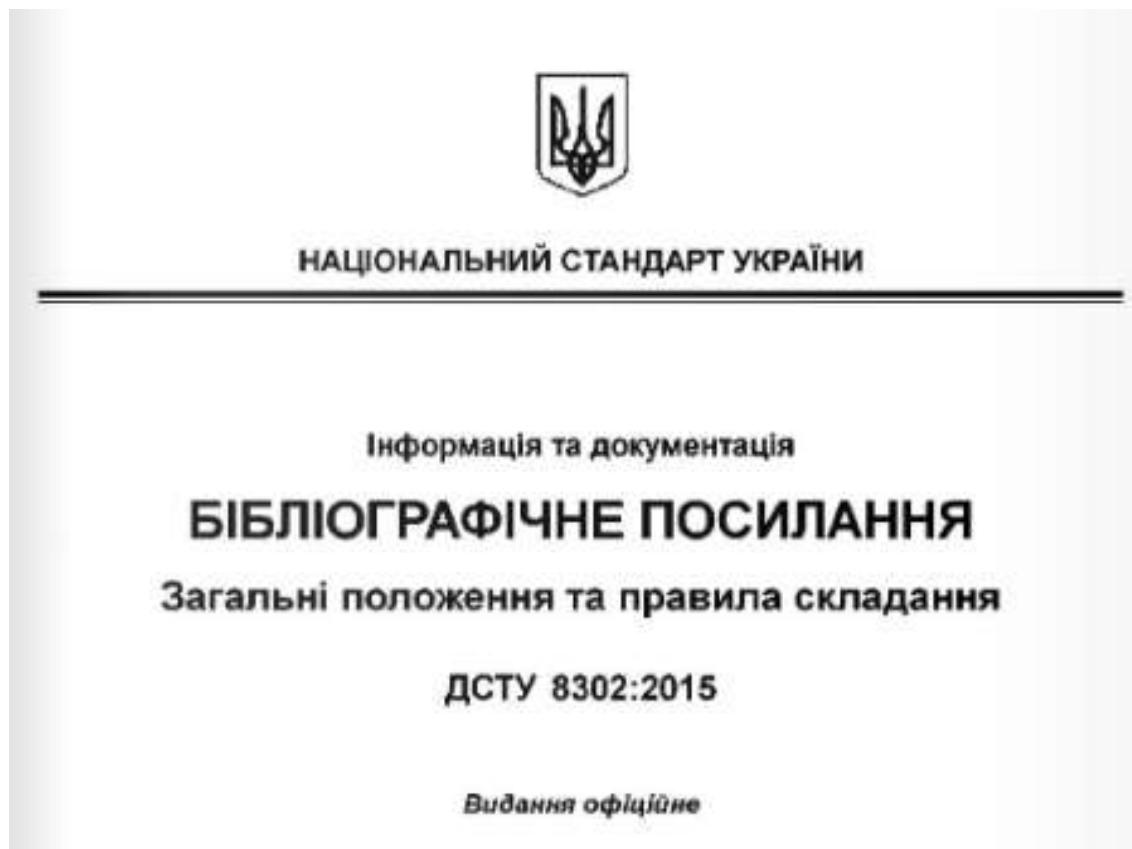 НАЦІОНАЛЬНИЙ СТАНДАРТ УКРАЇНИ
Інформація та документація
БІБЛІОГРАФІЧНЕ ПОСИЛАННЯ
Загальні положення та правила складання
ДСТУ 8302:2015
Видання офіційне